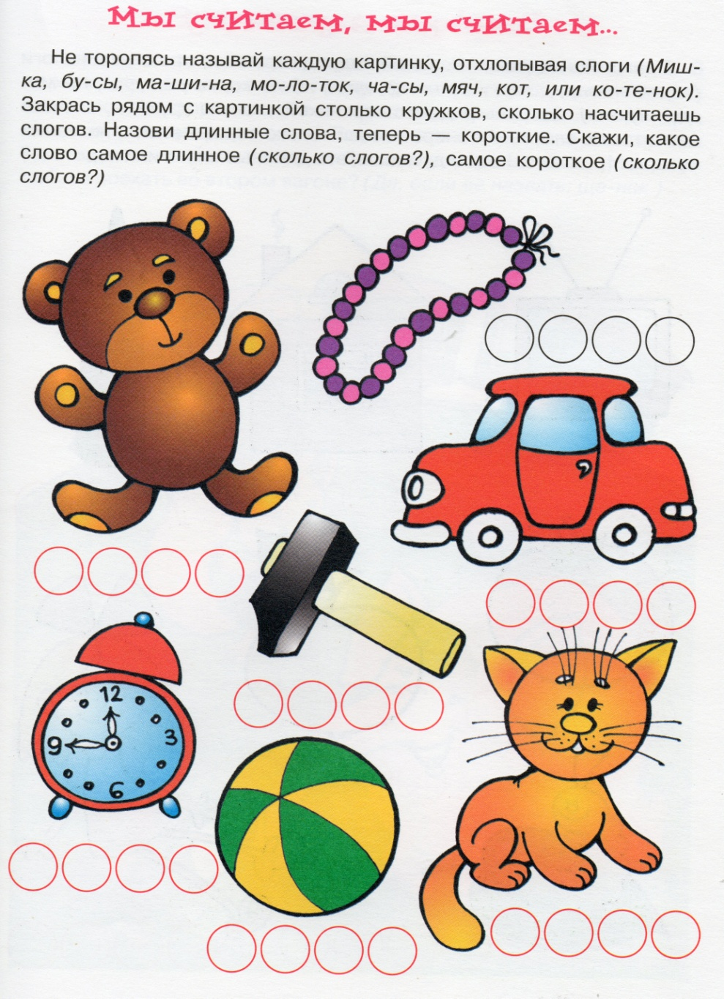 Мы считаем, мы считаем...
Не торопясь называй каждую картинку, отхлопывая слоги (Миш-
ка, бу-сы, ма-ши-на, мо-ло-ток, ча-сы, мяч, кот, или ко-те-нок).
Закрась рядом с картинкой столько кружков, сколько насчитаешь
слогов. Назови длинные слова, теперь — короткие. Скажи, какое
слово самое длинное (сколько слогов?), самое короткое (сколько
слогов?)
12
9 3
6